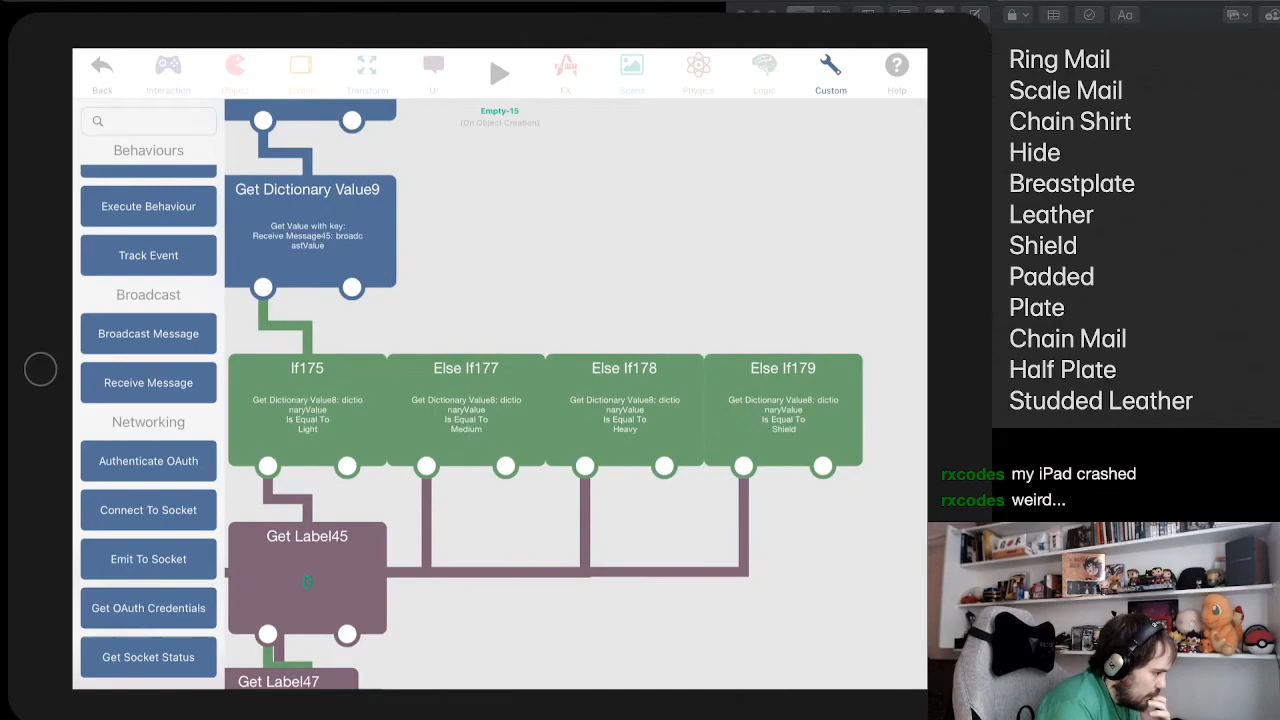 Back
Interaction
Object
Screen
Transform
UI
FX
Scene
Physics
Logic
Custom
Help
Empty-15
(On Object Creation)
Behaviours
Execute Behaviour
Track Event
Broadcast
Broadcast Message
Receive Message
Networking
Authenticate OAuth
Connect To Socket
Emit To Socket
Get OAuth Credentials
Get Socket Status
Get Dictionary Value9
Get Value with key:
Receive Message45: broadc
astValue
If175
Get Dictionary Value8: dictio
naryValue
Is Equal To
Light
Else If177
Get Dictionary Value8: dictio
naryValue
Is Equal To
Medium
Else If178
Get Dictionary Value8: dictio
naryValue
Is Equal To
Heavy
Else If179
Get Dictionary Value8: dictio
naryValue
Is Equal To
Shield
Get Label45
Get Label47
Aa
Ring Mail
Scale Mail
Chain Shirt
Hide
Breastplate
Leather
Shield
Padded
Plate
Chain Mail
Half Plate
Studded Leather
rxcodes my iPad crashed
rxcodes weird...